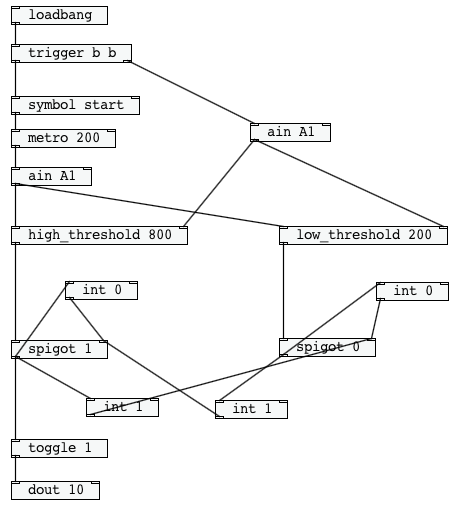 loadbang
trigger b b
symbol start
ain A1
metro 200
ain A1
high_threshold 800
low_threshold 200
int 0
int 0
spigot 1
spigot 0
int 1
int 1
toggle 1
dout 10